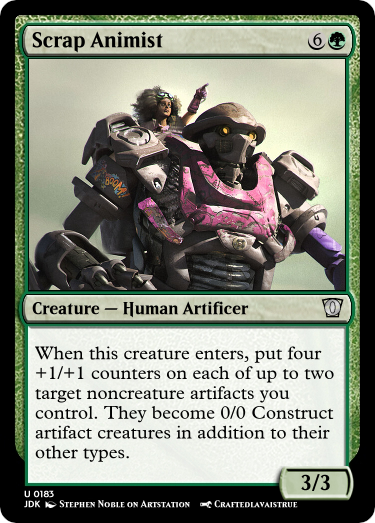 Scrap Animist 6
BOOM
Creature — Human Artificer
When this creature enters, put four
+1/+1 counters on each of up to two
target noncreature artifacts you
control. They become 0/0 Construct
artifact creatures in addition to their
other types.
3/3
U 0183
JDK Stephen Noble on Artstation Craftedlavaistrue